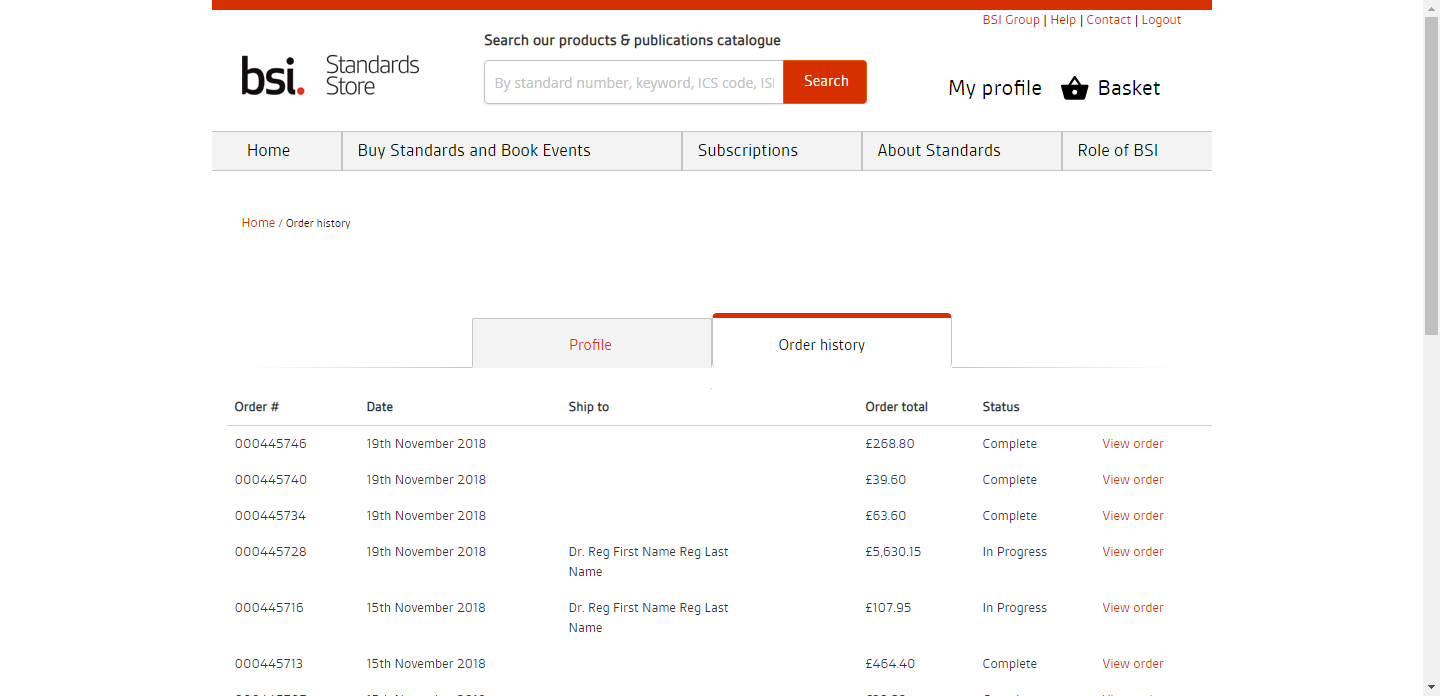 BSI Group | Help | Contact | Logout
Search our products & publications catalogue
bsi. Standards Store
By standard number, keyword, ICS code, ISI
Search
My profile Basket
Home Buy Standards and Book Events Subscriptions About Standards Role of BSI
Home / Order history
Profile Order history
Order # Date Ship to Order total Status
000445746 19th November 2018 £268.80 Complete View order
000445740 19th November 2018 £39.60 Complete View order
000445734 19th November 2018 £63.60 Complete View order
000445728 19th November 2018 Dr. Reg First Name Reg Last Name £5,630.15 In Progress View order
000445716 15th November 2018 Dr. Reg First Name Reg Last Name £107.95 In Progress View order
000445713 15th November 2018 £464.40 Complete View order